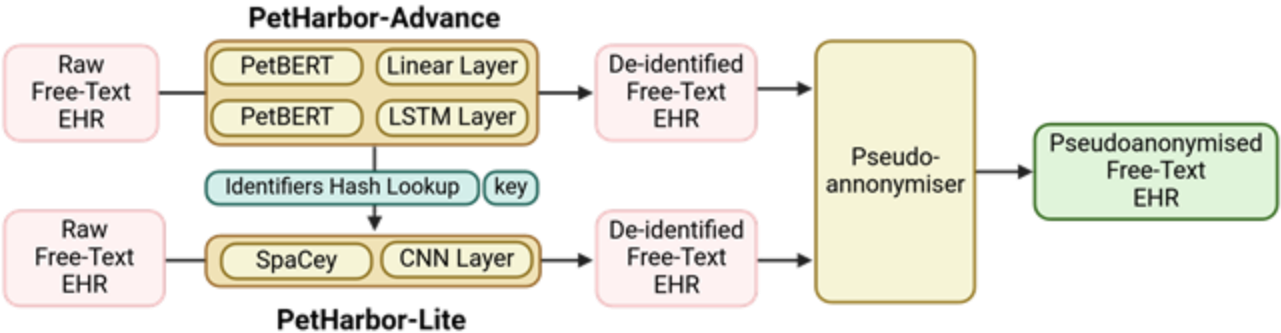 PetHarbor-Advance
Raw
Free-Text
EHR
PetBERT
Linear Layer
PetBERT
LSTM Layer
De-identified
Free-Text
EHR
Identifiers Hash Lookup
key
Raw
Free-Text
EHR
SpaCey
CNN Layer
PetHarbor-Lite
De-identified
Free-Text
EHR
Pseudo-
annonymiser
Pseudoanonymised
Free-Text
EHR